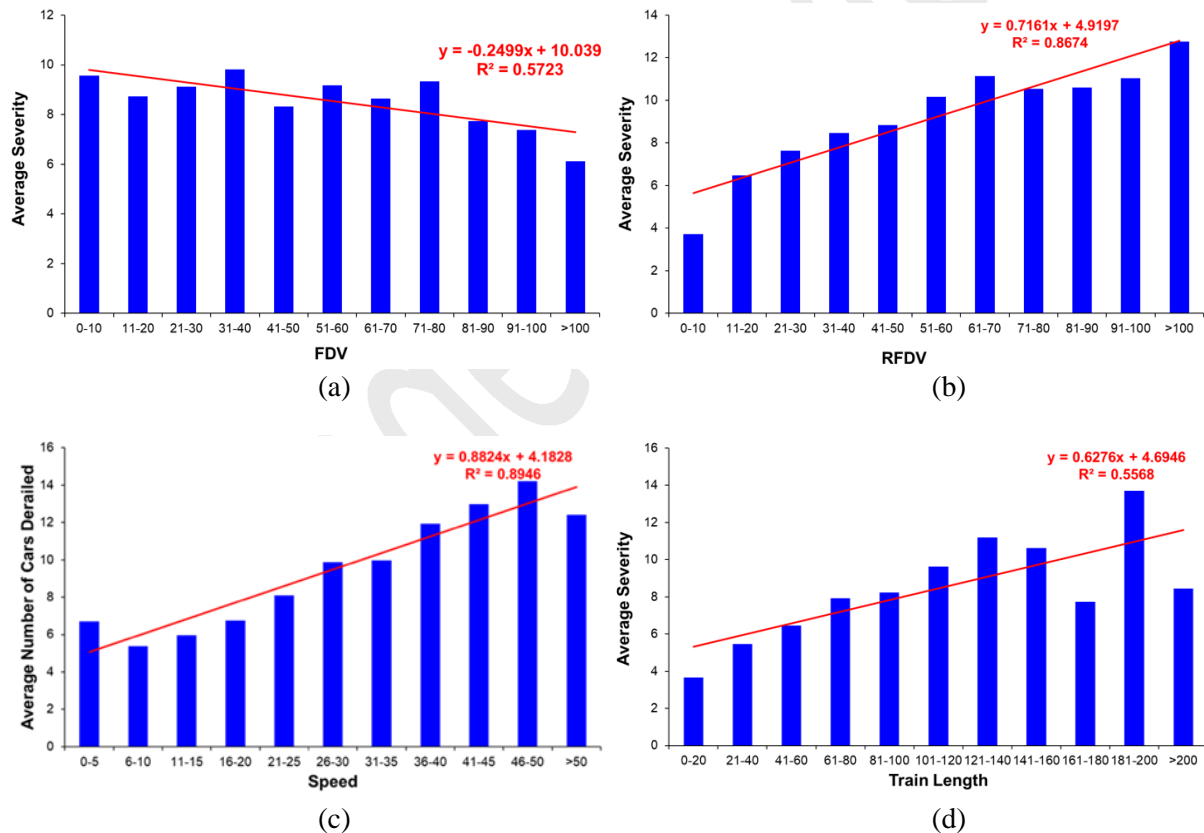 12
10
8
6
4
2
0
Average Severity
y = -0.2499x + 10.039
R² = 0.5723
0-10 11-20 21-30 31-40 41-50 51-60 61-70 71-80 81-90 91-100 >100
FDV
(a)
14
12
10
8
6
4
2
0
Average Severity
y = 0.7161x + 4.9197
R² = 0.8674
0-10 11-20 21-30 31-40 41-50 51-60 61-70 71-80 81-90 91-100 >100
RFDV
(b)
16
14
12
10
8
6
4
2
0
Average Number of Cars Derailed
y = 0.8824x + 4.1828
R² = 0.8946
0-5 6-10 11-15 16-20 21-25 26-30 31-35 36-40 41-45 46-50 >50
Speed
(c)
16
14
12
10
8
6
4
2
0
Average Severity
y = 0.6276x + 4.6946
R² = 0.5568
0-20 21-40 41-60 61-80 81-100 101-120 121-140 141-160 161-180 181-200 >200
Train Length
(d)